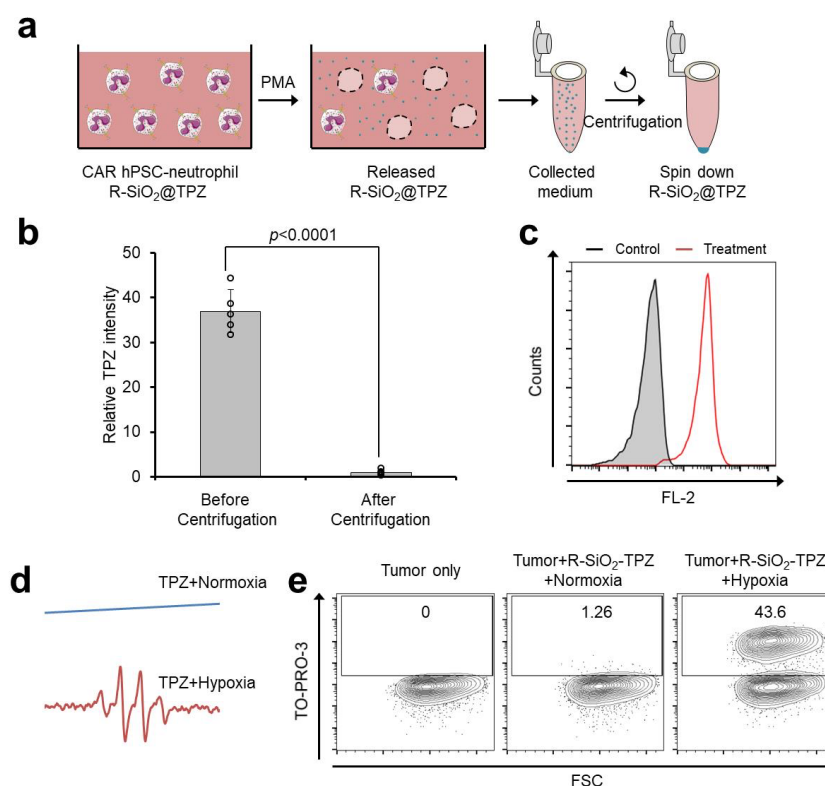 a
PMA
Centrifugation
CAR hPSC-neutrophil
R-SiO₂@TPZ
Released
R-SiO₂@TPZ
Collected
medium
Spin down
R-SiO₂@TPZ
b
p<0.0001
Relative TPZ intensity
50
40
30
20
10
0
Before
Centrifugation
After
Centrifugation
c
Control
Treatment
Counts
FL-2
d
TPZ+Normoxia
TPZ+Hypoxia
e
Tumor only
Tumor+R-SiO₂-TPZ
+Normoxia
Tumor+R-SiO₂-TPZ
+Hypoxia
0
1.26
43.6
TO-PRO-3
FSC